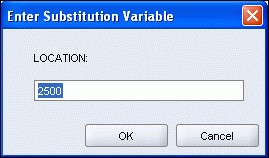 Enter Substitution Variable
LOCATION:
2500
OK
Cancel